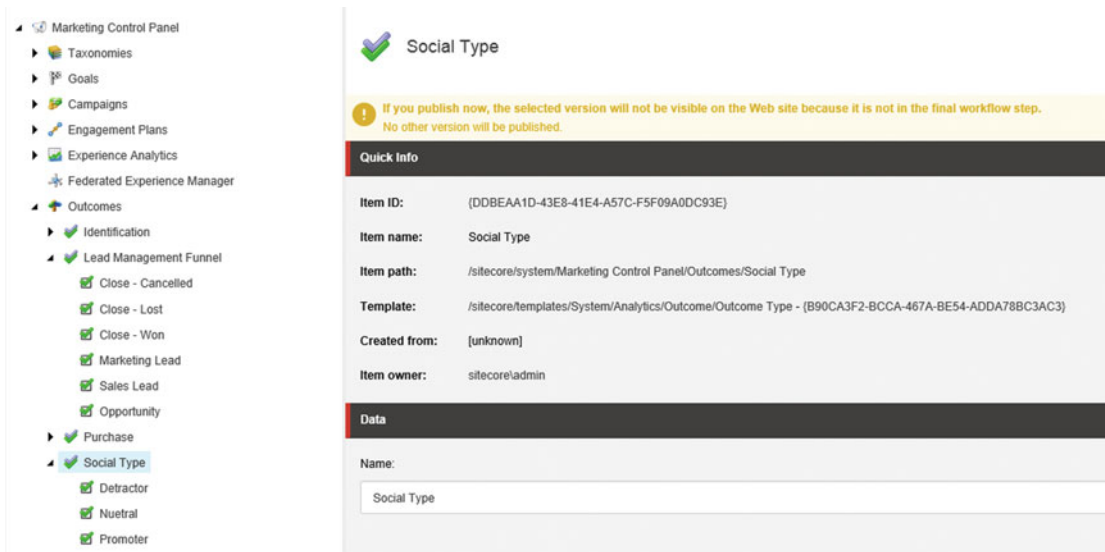 Marketing Control Panel
Taxonomies
Goals
Campaigns
Engagement Plans
Experience Analytics
Federated Experience Manager
Outcomes
Identification
Lead Management Funnel
Close - Cancelled
Close - Lost
Close - Won
Marketing Lead
Sales Lead
Opportunity
Purchase
Social Type
Detractor
Nuetral
Promoter
Social Type
If you publish now, the selected version will not be visible on the Web site because it is not in the final workflow step.
No other version will be published.
Quick Info
Item ID: {DDBEAA1D-43E8-41E4-A57C-F5F09A0DC93E}
Item name: Social Type
Item path: /sitecore/system/Marketing Control Panel/Outcomes/Social Type
Template: /sitecore/templates/System/Analytics/Outcome/Outcome Type - {B90CA3F2-BCCA-467A-BE54-ADDA78BC3AC3}
Created from: [unknown]
Item owner: sitecore\admin
Data
Name:
Social Type